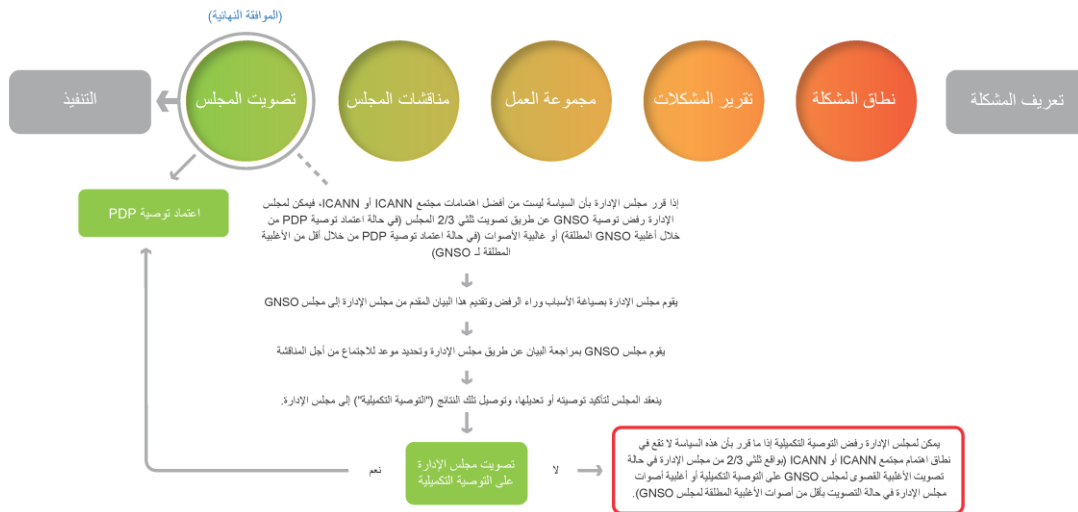 (الموافقة النهائية)
تعريف المشكلة
نطاق المشكلة
تقرير المشكلات
مجموعة العمل
مناقشات المجلس
تصويت المجلس
التنفيذ
اعتماد توصية PDP
إذا قرر مجلس الإدارة بأن السياسة ليست من أفضل اهتمامات مجتمع ICANN أو ICANN، فيمكن لمجلس
الإدارة رفض توصية GNSO عن طريق تصويت ثلثي 2/3 المجلس (في حالة اعتماد توصية PDP من
خلال أغلبية GNSO المطلقة) أو غالبية الأصوات (في حالة اعتماد توصية PDP من خلال أقل من الأغلبية
المطلقة لـ GNSO)
يقوم مجلس الإدارة بصياغة الأسباب وراء الرفض وتقديم هذا البيان المقدم من مجلس الإدارة إلى مجلس GNSO
يقوم مجلس GNSO بمراجعة البيان عن طريق مجلس الإدارة وتحديد موعد للاجتماع من أجل المناقشة
ينعقد المجلس لتأكيد توصيته أو تعديلها، وتوصيل تلك النتائج ("التوصية التكميلية") إلى مجلس الإدارة.
تصويت مجلس الإدارة
على التوصية التكميلية
نعم
لا
يمكن لمجلس الإدارة رفض التوصية التكميلية إذا ما قرر بأن هذه السياسة لا تقع في
نطاق اهتمام مجتمع ICANN أو ICANN (بواقع ثلثي 2/3 من مجلس الإدارة في حالة
تصويت الأغلبية القصوى لمجلس GNSO على التوصية التكميلية أو أغلبية أصوات
مجلس الإدارة في حالة التصويت بأقل من أصوات الأغلبية المطلقة لمجلس GNSO).